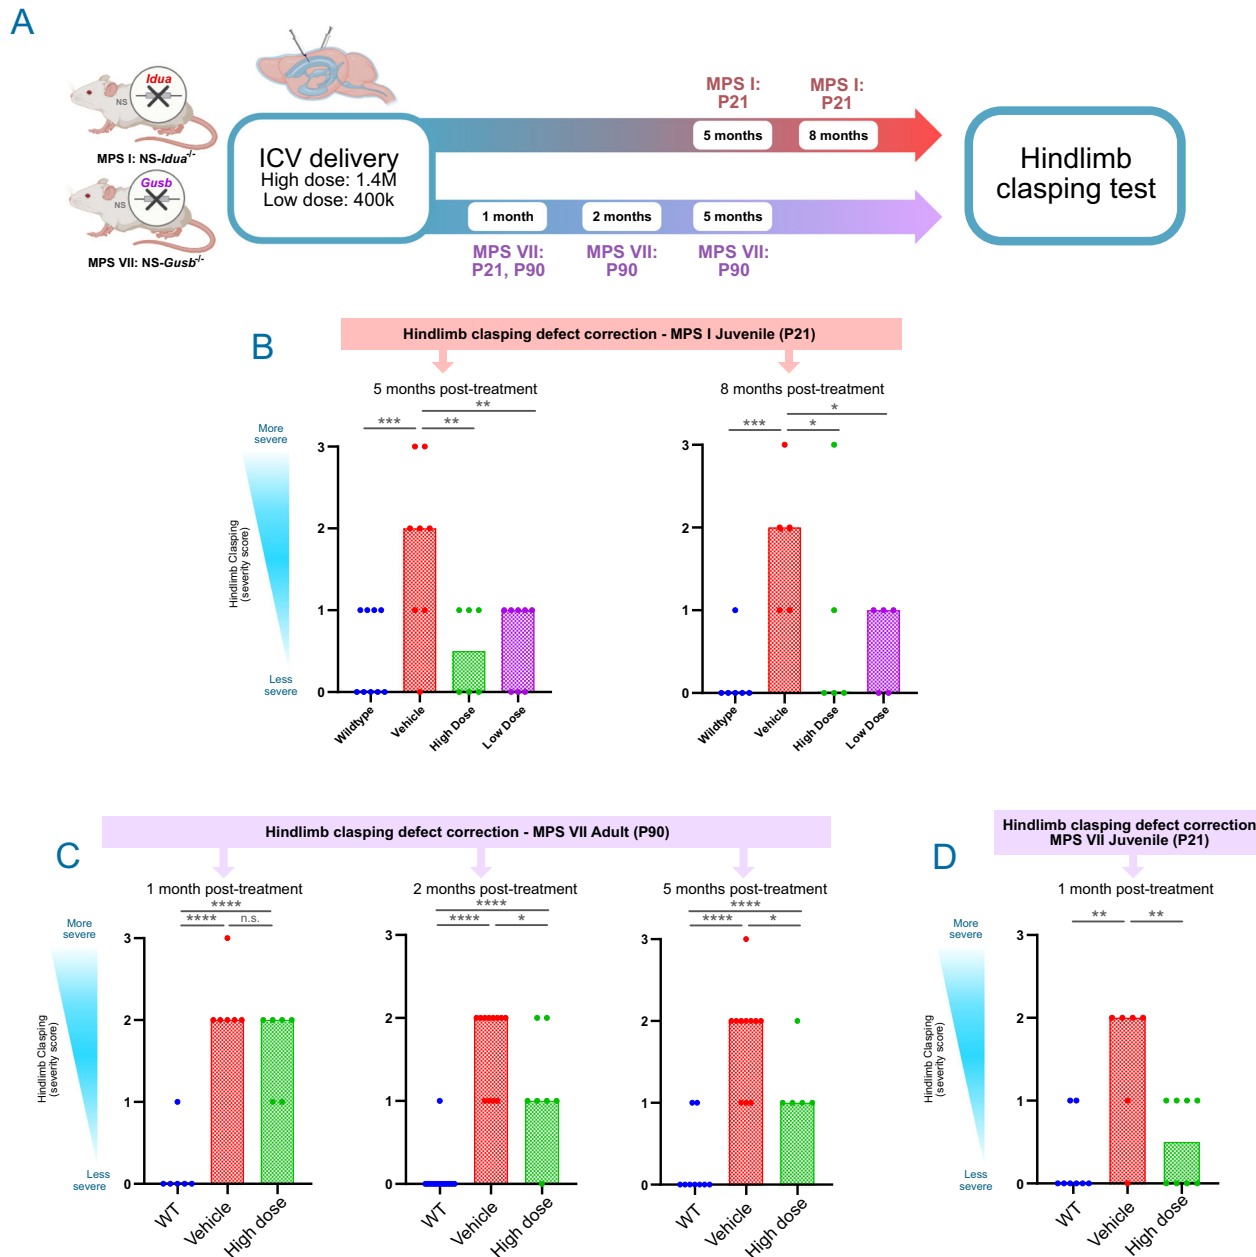 A
Idua
NS
MPS I: NS-Idua-/-
Gusb
NS
MPS VII: NS-Gusb-/-
ICV delivery
High dose: 1.4M
Low dose: 400k
MPS I:
P21
MPS I:
P21
5 months
8 months
1 month
2 months
5 months
MPS VII:
P21, P90
MPS VII:
P90
MPS VII:
P90
Hindlimb
clasping test
B
Hindlimb clasping defect correction - MPS I Juvenile (P21)
5 months post-treatment
**
***
**
More
severe
Hindlimb Clasping
(severity score)
Less
severe
3
2
1
0
Wildtype
Vehicle
High Dose
Low Dose
8 months post-treatment
*
***
*
3
2
1
0
Wildtype
Vehicle
High Dose
Low Dose
C
Hindlimb clasping defect correction - MPS VII Adult (P90)
1 month post-treatment
****
****
n.s.
More
severe
Hindlimb Clasping
(severity score)
Less
severe
3
2
1
0
WT
Vehicle
High dose
2 months post-treatment
****
****
*
3
2
1
0
WT
Vehicle
High dose
5 months post-treatment
****
****
*
3
2
1
0
WT
Vehicle
High dose
D
Hindlimb clasping defect correction
MPS VII Juvenile (P21)
1 month post-treatment
**
**
More
severe
Hindlimb Clasping
(severity score)
Less
severe
3
2
1
0
WT
Vehicle
High dose